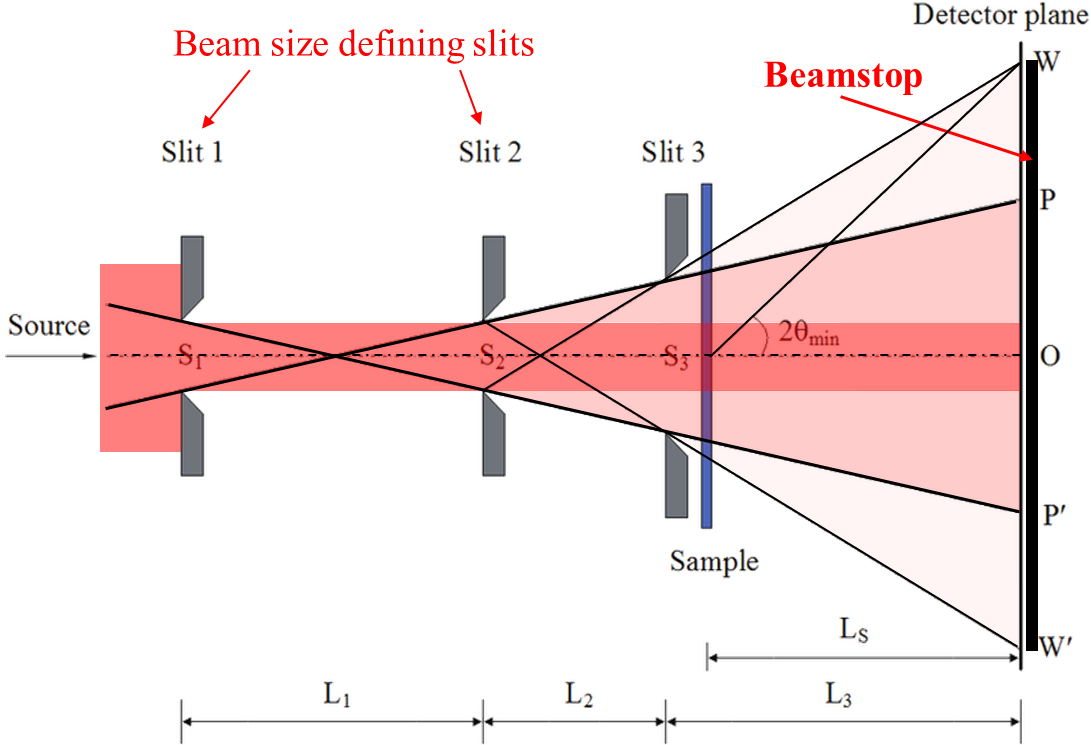 Detector plane
Beam size defining slits
W
Beamstop
Slit 1
Slit 2
Slit 3
P
Source
S₁
S₂
S₃
2θmin
O
P′
Sample
W′
LS
L₁
L₂
L₃